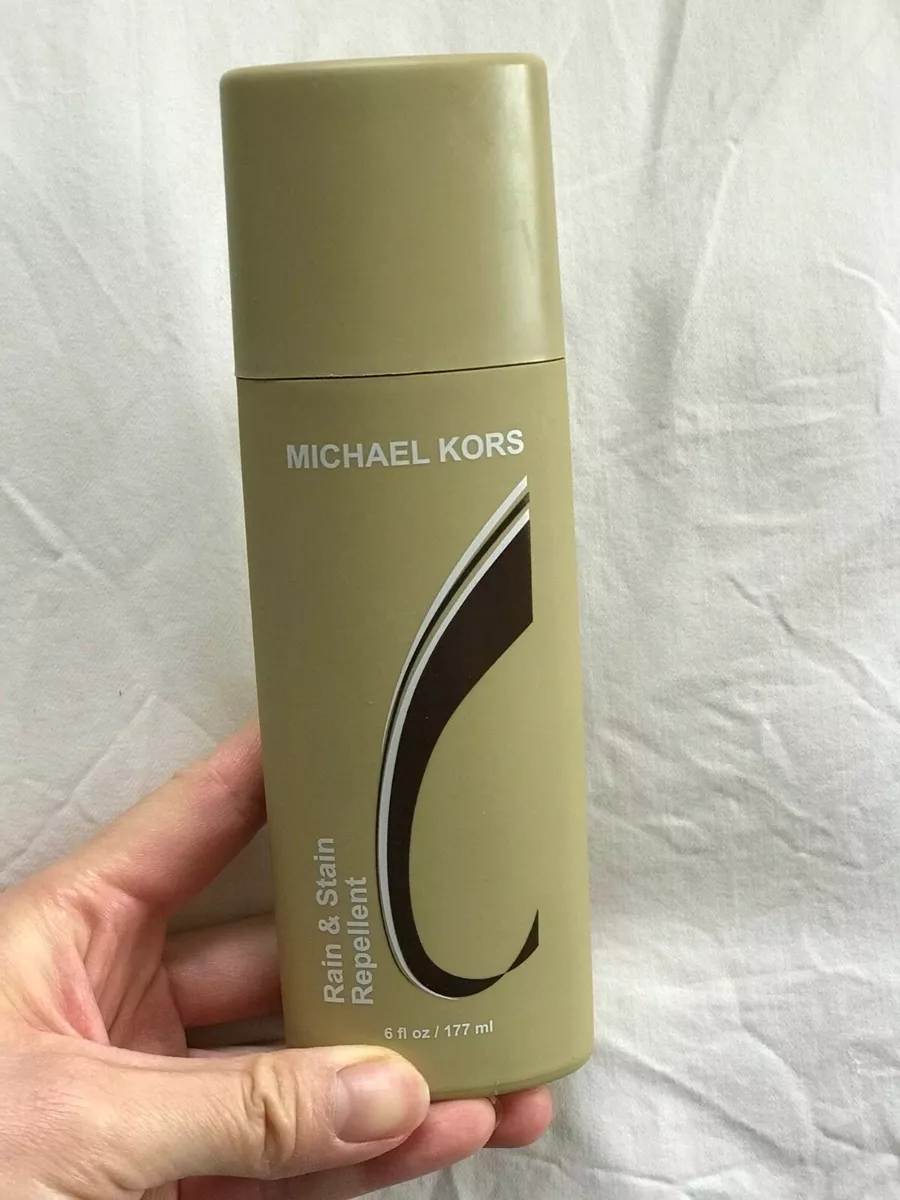 MICHAEL KORS
Rain & Stain
Repellent
6 fl oz / 177 ml